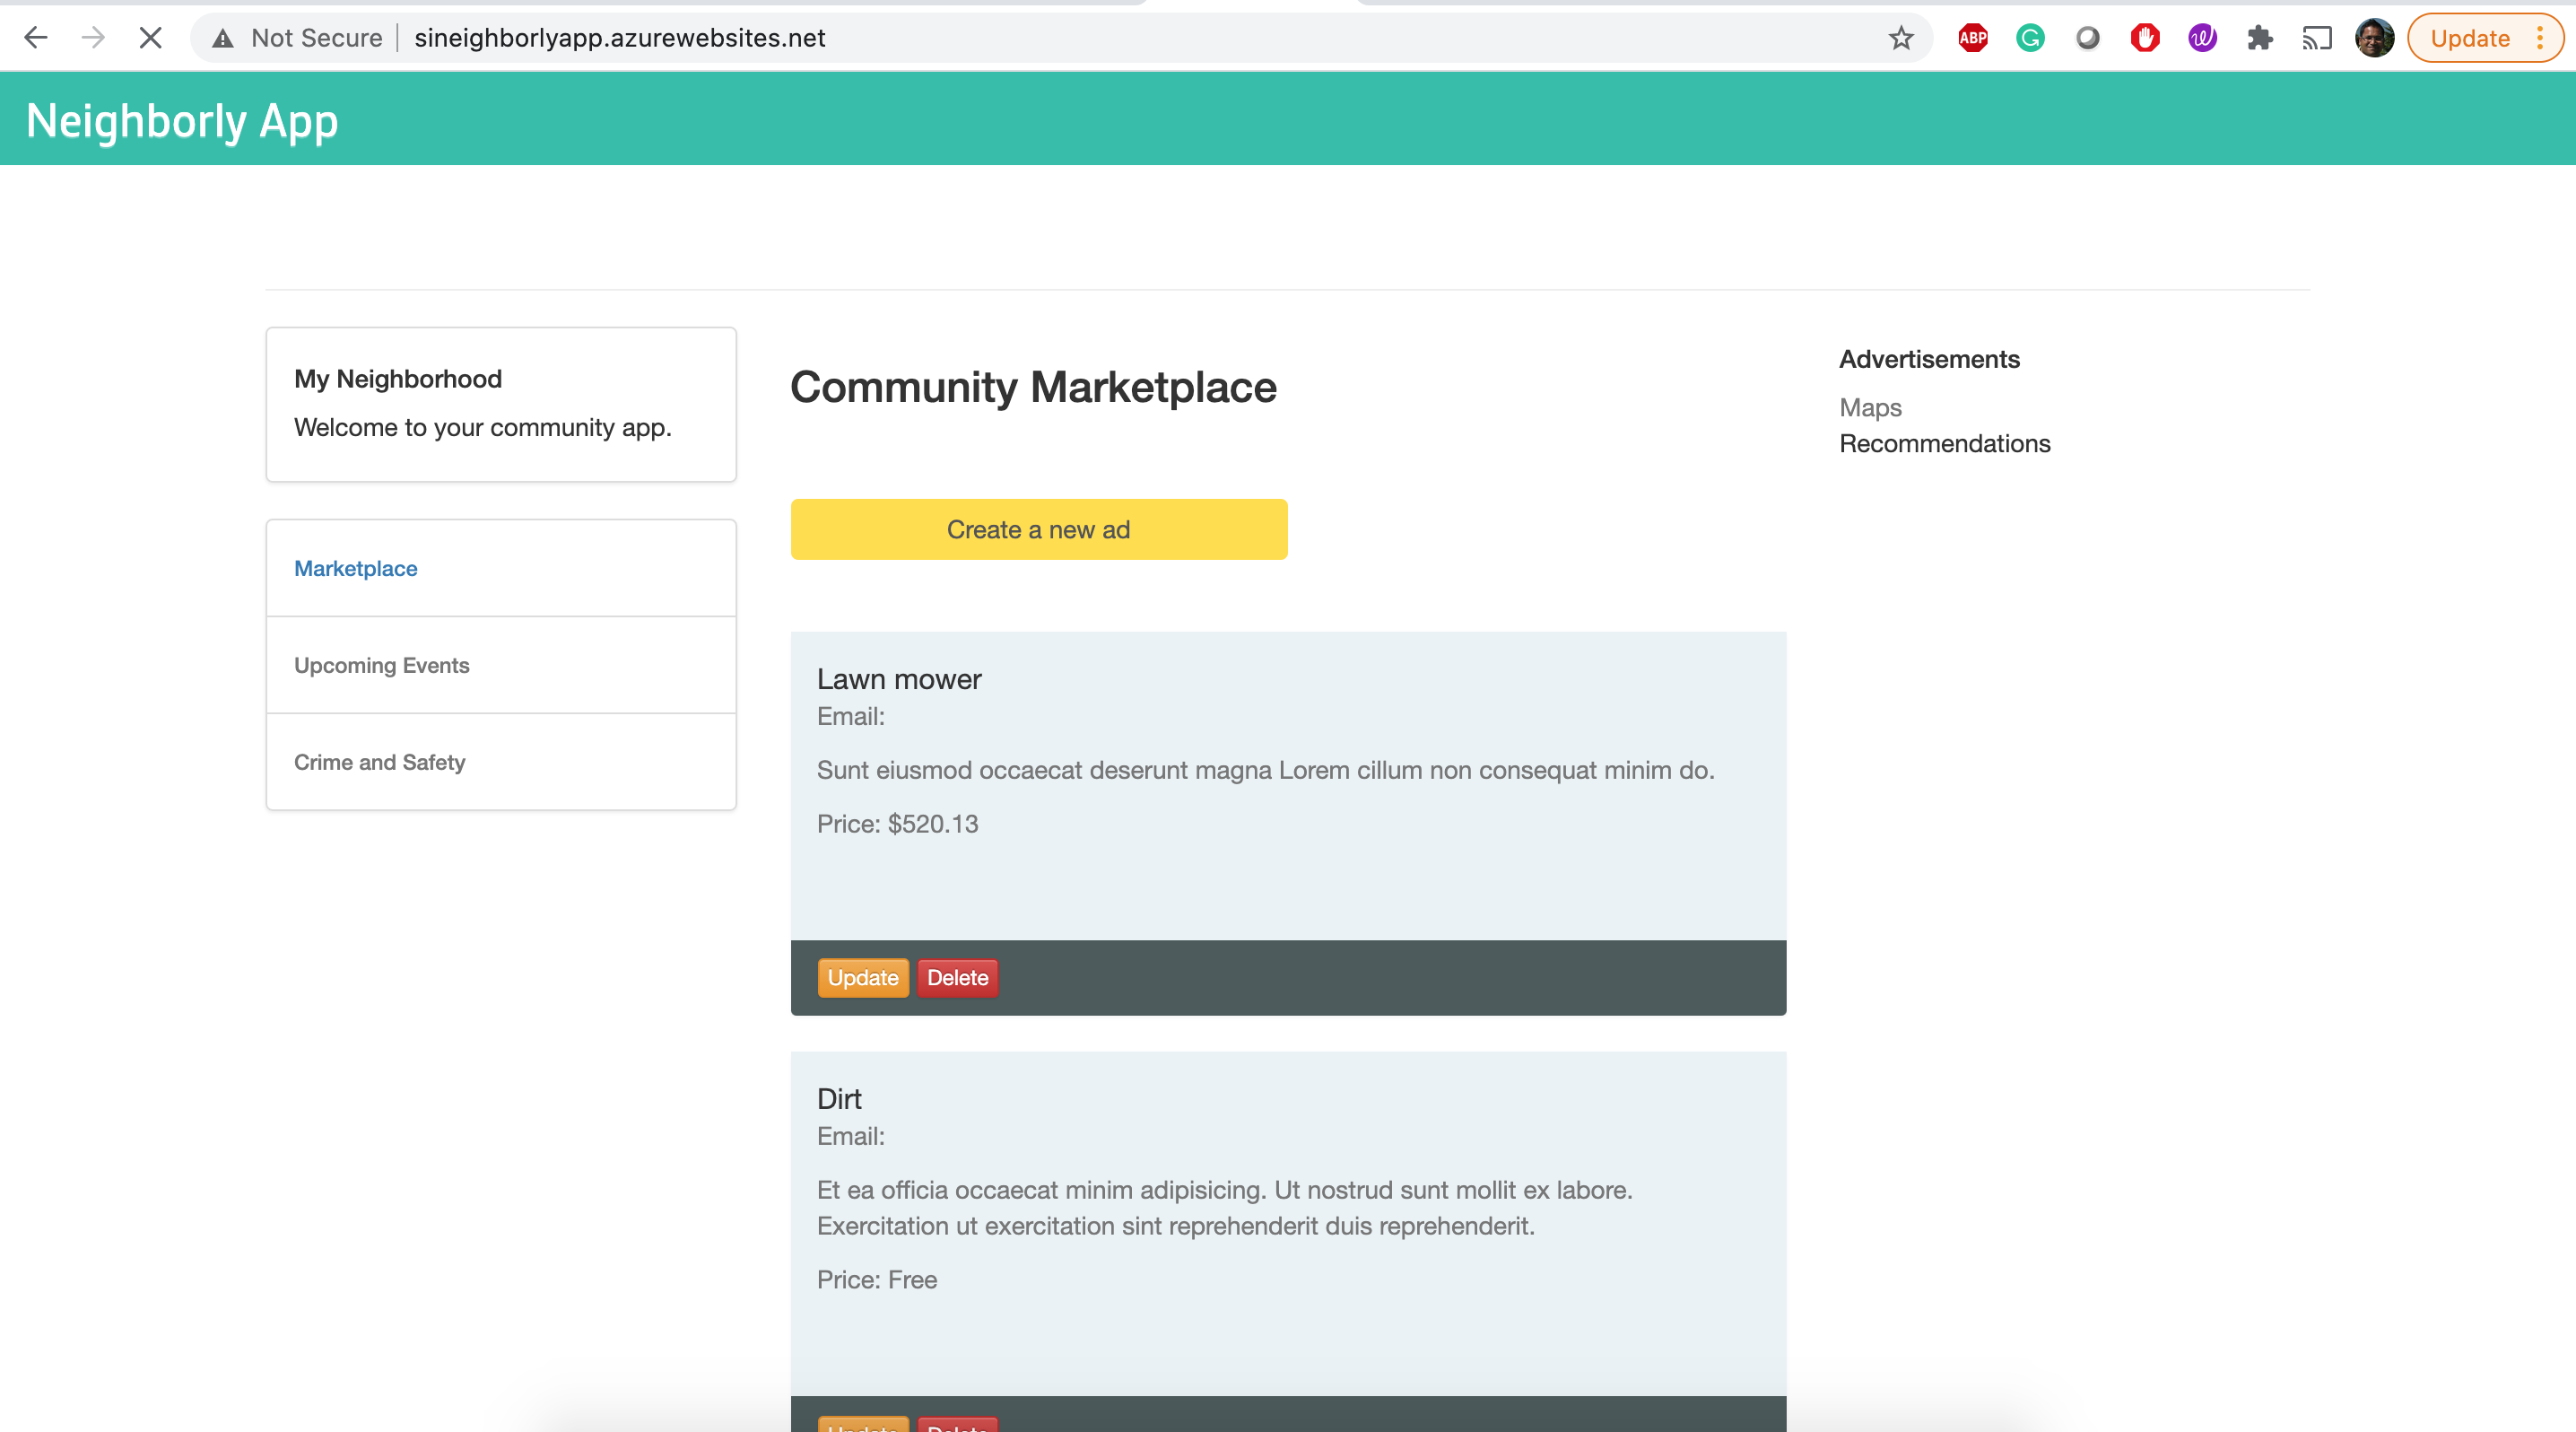 Not Secure | sineighborlyapp.azurewebsites.net
ABP
Update
Neighborly App
My Neighborhood
Welcome to your community app.
Marketplace
Upcoming Events
Crime and Safety
Community Marketplace
Create a new ad
Lawn mower
Email:
Sunt eiusmod occaecat deserunt magna Lorem cillum non consequat minim do.
Price: $520.13
Update Delete
Dirt
Email:
Et ea officia occaecat minim adipisicing. Ut nostrud sunt mollit ex labore.
Exercitation ut exercitation sint reprehenderit duis reprehenderit.
Price: Free
Update Delete
Advertisements
Maps
Recommendations